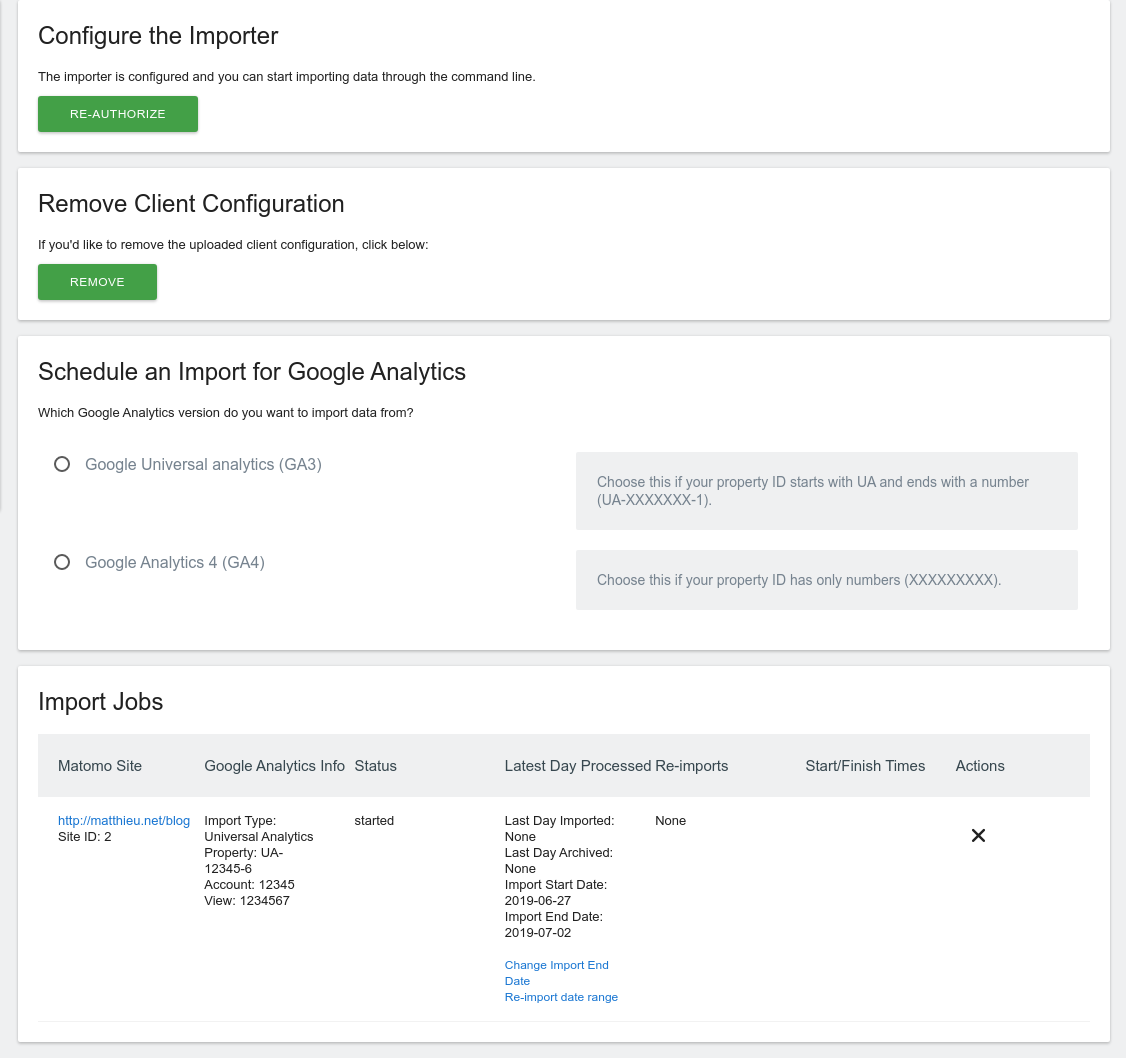 Configure the Importer
The importer is configured and you can start importing data through the command line.
RE-AUTHORIZE
Remove Client Configuration
If you'd like to remove the uploaded client configuration, click below:
REMOVE
Schedule an Import for Google Analytics
Which Google Analytics version do you want to import data from?
Google Universal analytics (GA3)
Choose this if your property ID starts with UA and ends with a number
(UA-XXXXXXX-1).
Google Analytics 4 (GA4)
Choose this if your property ID has only numbers (XXXXXXXXX).
Import Jobs
Matomo Site Google Analytics Info Status Latest Day Processed Re-imports Start/Finish Times Actions
http://matthieu.net/blog
Site ID: 2
Import Type:
Universal Analytics
Property: UA-
12345-6
Account: 12345
View: 1234567
started
Last Day Imported:
None
Last Day Archived:
None
Import Start Date:
2019-06-27
Import End Date:
2019-07-02
Change Import End
Date
Re-import date range
None